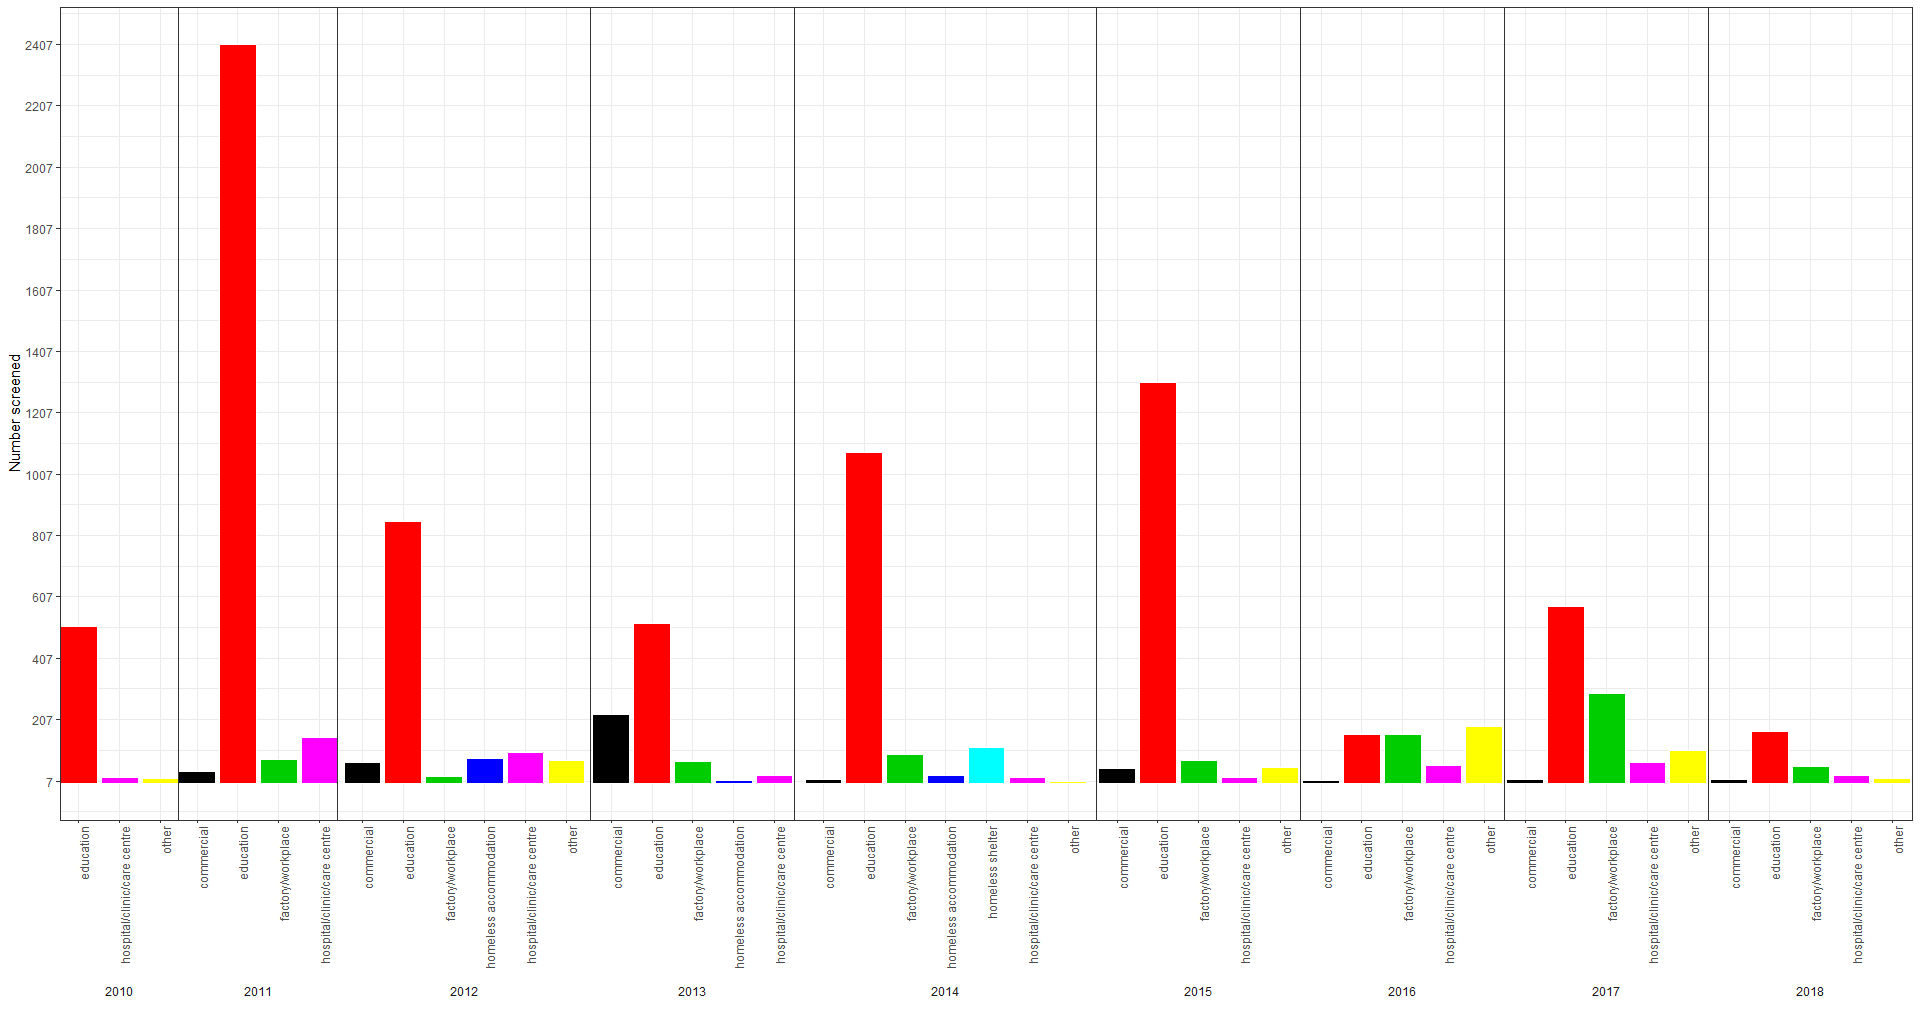 Number screened
2407
2207
2007
1807
1607
1407
1207
1007
807
607
407
207
7
education
hospital/clinic/care centre
other
commercial
education
factory/workplace
hospital/clinic/care centre
commercial
education
factory/workplace
homeless accommodation
hospital/clinic/care centre
other
commercial
education
factory/workplace
homeless accommodation
hospital/clinic/care centre
commercial
education
factory/workplace
homeless accommodation
homeless shelter
hospital/clinic/care centre
other
commercial
education
factory/workplace
hospital/clinic/care centre
other
commercial
education
factory/workplace
hospital/clinic/care centre
other
commercial
education
factory/workplace
hospital/clinic/care centre
other
commercial
education
factory/workplace
hospital/clinic/care centre
other
2010 2011 2012 2013 2014 2015 2016 2017 2018